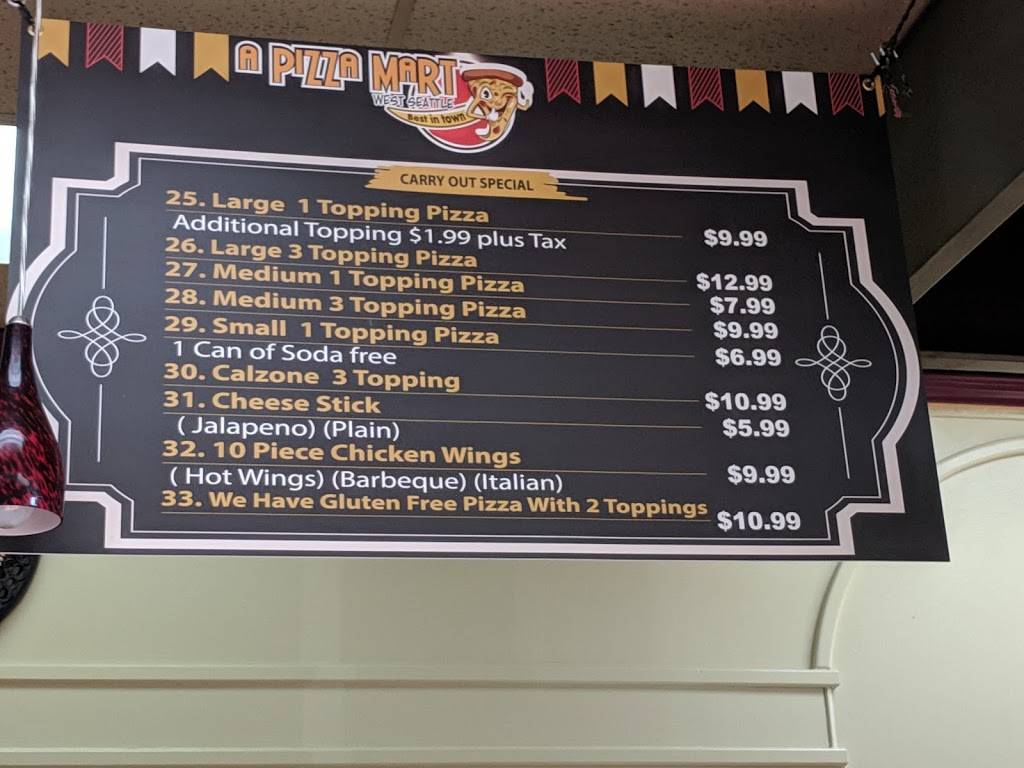 A PIZZA MART
WEST SEATTLE
Best in town
CARRY OUT SPECIAL
25. Large 1 Topping Pizza
Additional Topping $1.99 plus Tax $9.99
26. Large 3 Topping Pizza $12.99
27. Medium 1 Topping Pizza $7.99
28. Medium 3 Topping Pizza $9.99
29. Small 1 Topping Pizza
1 Can of Soda free $6.99
30. Calzone 3 Topping $10.99
31. Cheese Stick $5.99
( Jalapeno) (Plain)
32. 10 Piece Chicken Wings $9.99
( Hot Wings) (Barbeque) (Italian)
33. We Have Gluten Free Pizza With 2 Toppings $10.99